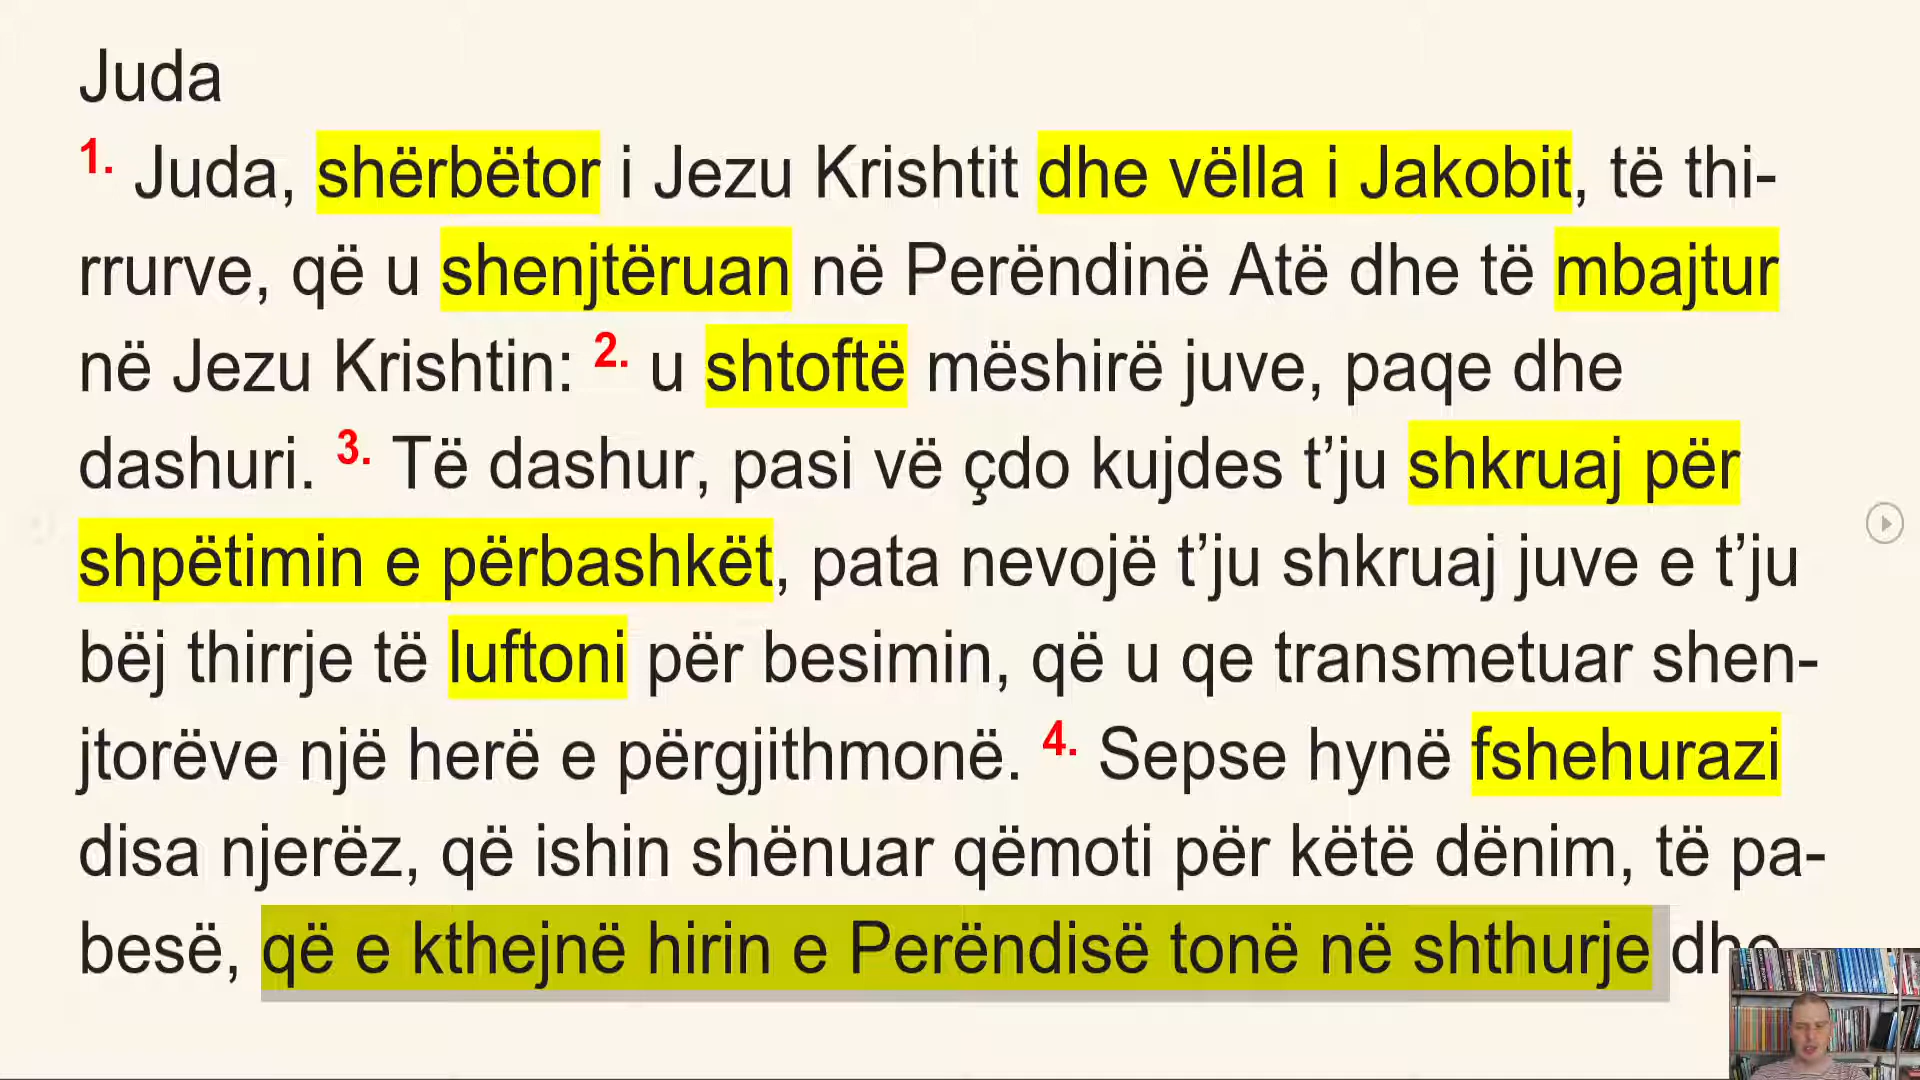 Juda
1. Juda, shërbëtor i Jezu Krishtit dhe vëlla i Jakobit, të thi-
rrurve, që u shenjtëruan në Perëndinë Atë dhe të mbajtur
në Jezu Krishtin: 2. u shtoftë mëshirë juve, paqe dhe
dashuri. 3. Të dashur, pasi vë çdo kujdes t’ju shkruaj për
shpëtimin e përbashkët, pata nevojë t’ju shkruaj juve e t’ju
bëj thirrje të luftoni për besimin, që u qe transmetuar shen-
jtorëve një herë e përgjithmonë. 4. Sepse hynë fshehurazi
disa njerëz, që ishin shënuar qëmoti për këtë dënim, të pa-
besë, që e kthejnë hirin e Perëndisë tonë në shthurje dhe